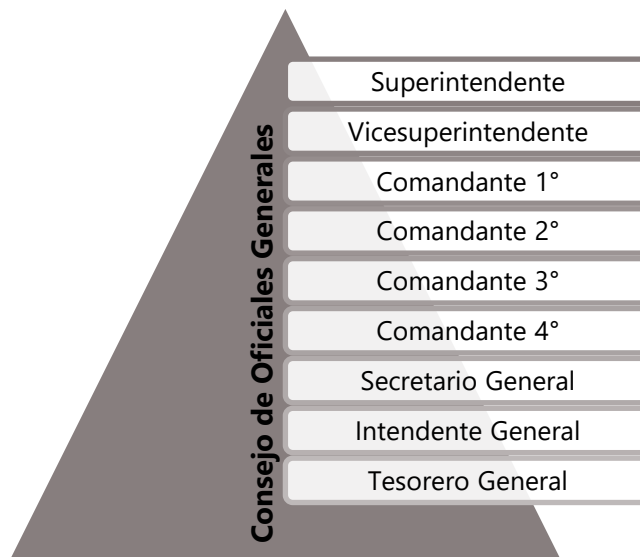 Consejo de Oficiales Generales
Superintendente
Vicesuperintendente
Comandante 1°
Comandante 2°
Comandante 3°
Comandante 4°
Secretario General
Intendente General
Tesorero General